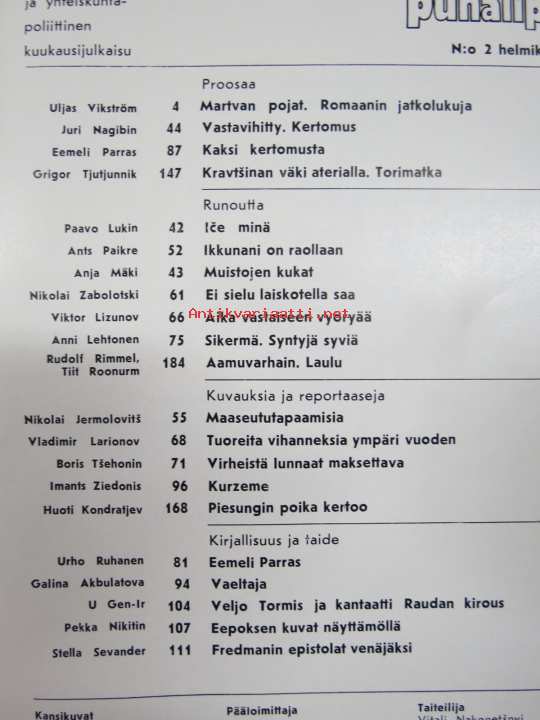 ja yhteiskunta-
poliittinen
kuukausijulkaisu
N:o 2 helmik
Proosaa
Uljas Vikström 4 Martvan pojat. Romaanin jatkolukuja
Juri Nagibin 44 Vastavihitty. Kertomus
Eemeli Parras 87 Kaksi kertomusta
Grigor Tjutjunnik 147 Kravtšinan väki aterialla. Torimatka
Runoutta
Paavo Lukin 42 Iče minä
Ants Paikre 52 Ikkunani on raollaan
Anja Mäki 43 Muistojen kukat
Nikolai Zabolotski 61 Ei sielu laiskotella saa
Viktor Lizunov 66 Aika vastaiseen vyöryää
Antikvariaatti.net
Anni Lehtonen 75 Sikermä. Syntyjä syviä
Rudolf Rimmel,
Tiit Roonurm 184 Aamuvarhain. Laulu
Kuvauksia ja reportaaseja
Nikolai Jermolovitš 55 Maaseututapaamisia
Vladimir Larionov 68 Tuoreita vihanneksia ympäri vuoden
Boris Tšehonin 71 Virheistä lunnaat maksettava
Imants Ziedonis 96 Kurzeme
Huoti Kondratjev 168 Piesungin poika kertoo
Kirjallisuus ja taide
Urho Ruhanen 81 Eemeli Parras
Galina Akbulatova 94 Vaeltaja
U Gen-Ir 104 Veljo Tormis ja kantaatti Raudan kirous
Pekka Nikitin 107 Eepoksen kuvat näyttämöllä
Stella Sevander 111 Fredmanin epistolat venäjäksi
Kansikuvat
Pääloimittaja
Taiteilija